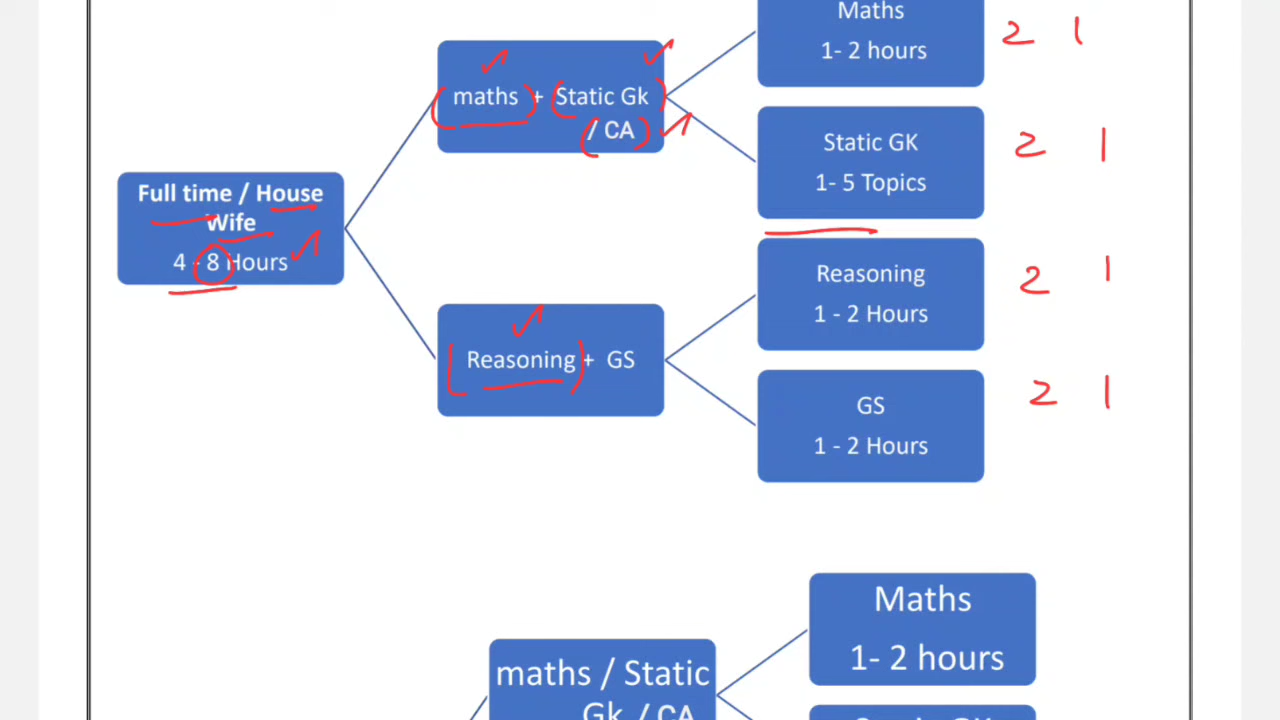 Maths
1- 2 hours
2 1
maths + Static Gk
/ CA
Static GK
1- 5 Topics
2 1
Full time / House
Wife
4 - 8 Hours
Reasoning
1 - 2 Hours
2 1
Reasoning + GS
GS
1 - 2 Hours
2 1
Maths
1- 2 hours
maths / Static
Gk / CA
Static GK